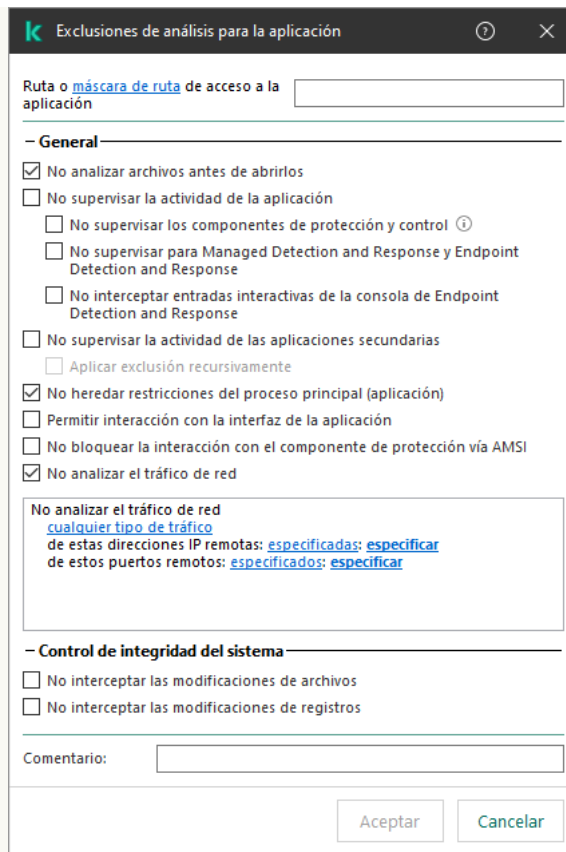 Exclusiones de análisis para la aplicación
Ruta o máscara de ruta de acceso a la
aplicación
General
No analizar archivos antes de abrirlos
No supervisar la actividad de la aplicación
No supervisar los componentes de protección y control
No supervisar para Managed Detection and Response y Endpoint
Detection and Response
No interceptar entradas interactivas de la consola de Endpoint
Detection and Response
No supervisar la actividad de las aplicaciones secundarias
Aplicar exclusión recursivamente
No heredar restricciones del proceso principal (aplicación)
Permitir interacción con la interfaz de la aplicación
No bloquear la interacción con el componente de protección vía AMSI
No analizar el tráfico de red
No analizar el tráfico de red
cualquier tipo de tráfico
de estas direcciones IP remotas: especificadas: especificar
de estos puertos remotos: especificados: especificar
Control de integridad del sistema
No interceptar las modificaciones de archivos
No interceptar las modificaciones de registros
Comentario:
Aceptar
Cancelar